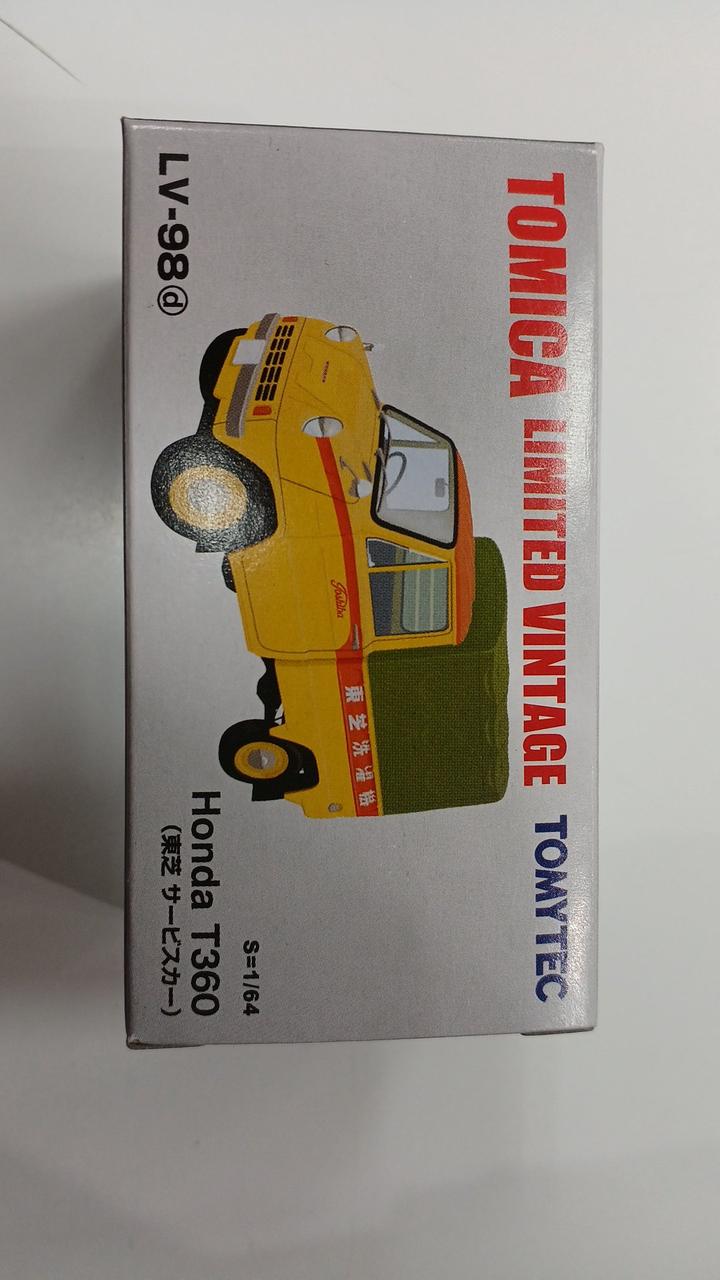 TOMICA LIMITED VINTAGE TOMYTEC
Toshiba
東芝洗濯機
S=1/64
LV-98ⓓ
Honda T360
(東芝 サービスカー)